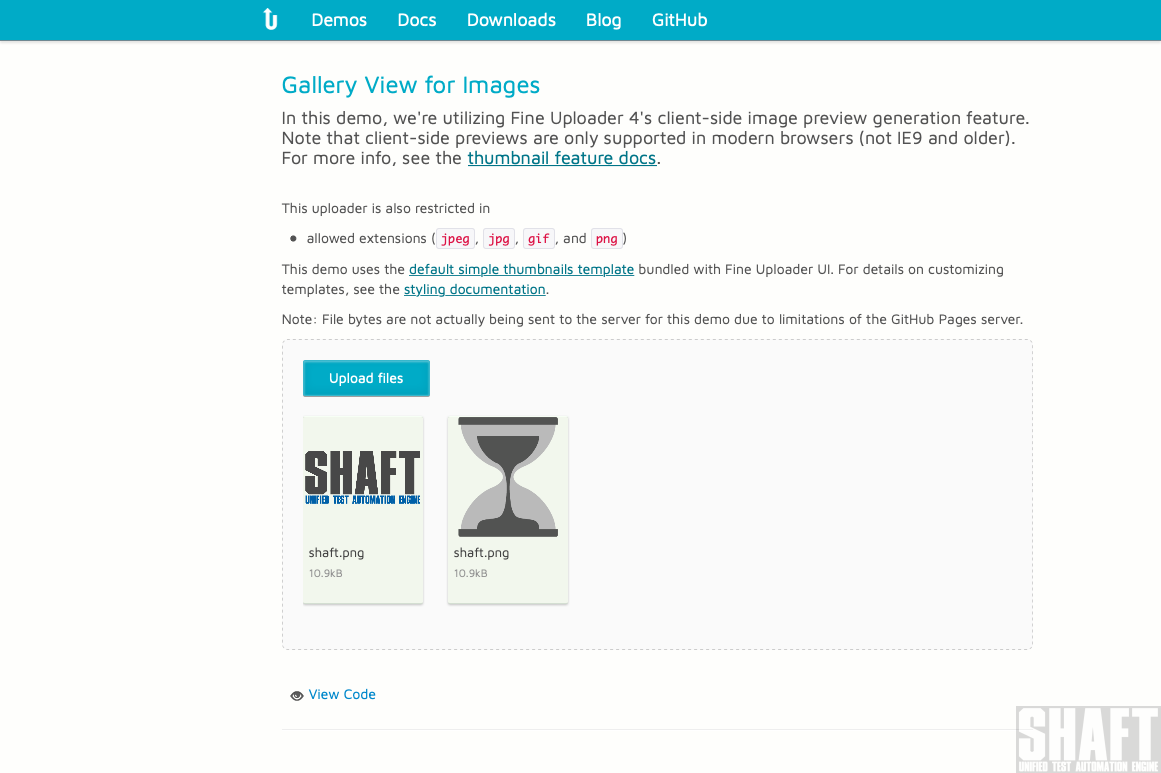 Demos Docs Downloads Blog GitHub
Gallery View for Images
In this demo, we're utilizing Fine Uploader 4's client-side image preview generation feature.
Note that client-side previews are only supported in modern browsers (not IE9 and older).
For more info, see the thumbnail feature docs.
This uploader is also restricted in
allowed extensions (jpeg, jpg, gif, and png)
This demo uses the default simple thumbnails template bundled with Fine Uploader UI. For details on customizing
templates, see the styling documentation.
Note: File bytes are not actually being sent to the server for this demo due to limitations of the GitHub Pages server.
Upload files
SHAFT
UNIFIED TEST AUTOMATION ENGINE
shaft.png shaft.png
10.9kB 10.9kB
View Code
SHAFT
UNIFIED TEST AUTOMATION ENGINE